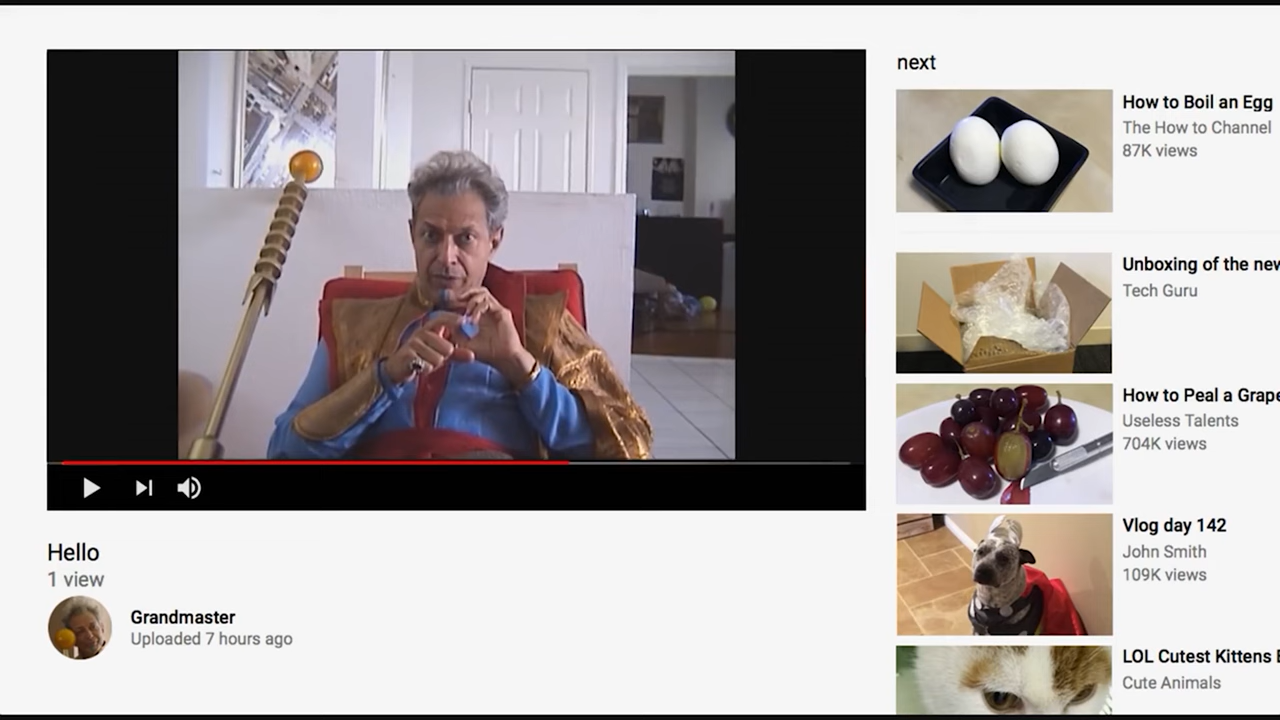 next
How to Boil an Egg
The How to Channel
87K views
Unboxing of the new
Tech Guru
How to Peal a Grape
Useless Talents
704K views
Vlog day 142
John Smith
109K views
LOL Cutest Kittens
Cute Animals
Hello
1 view
Grandmaster
Uploaded 7 hours ago